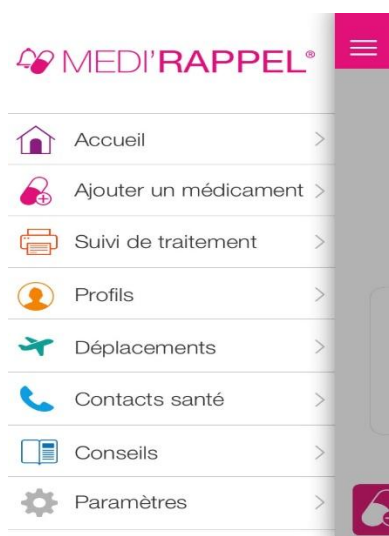 MEDI'RAPPEL®
Accueil
Ajouter un médicament
Suivi de traitement
Profils
Déplacements
Contacts santé
Conseils
Paramètres